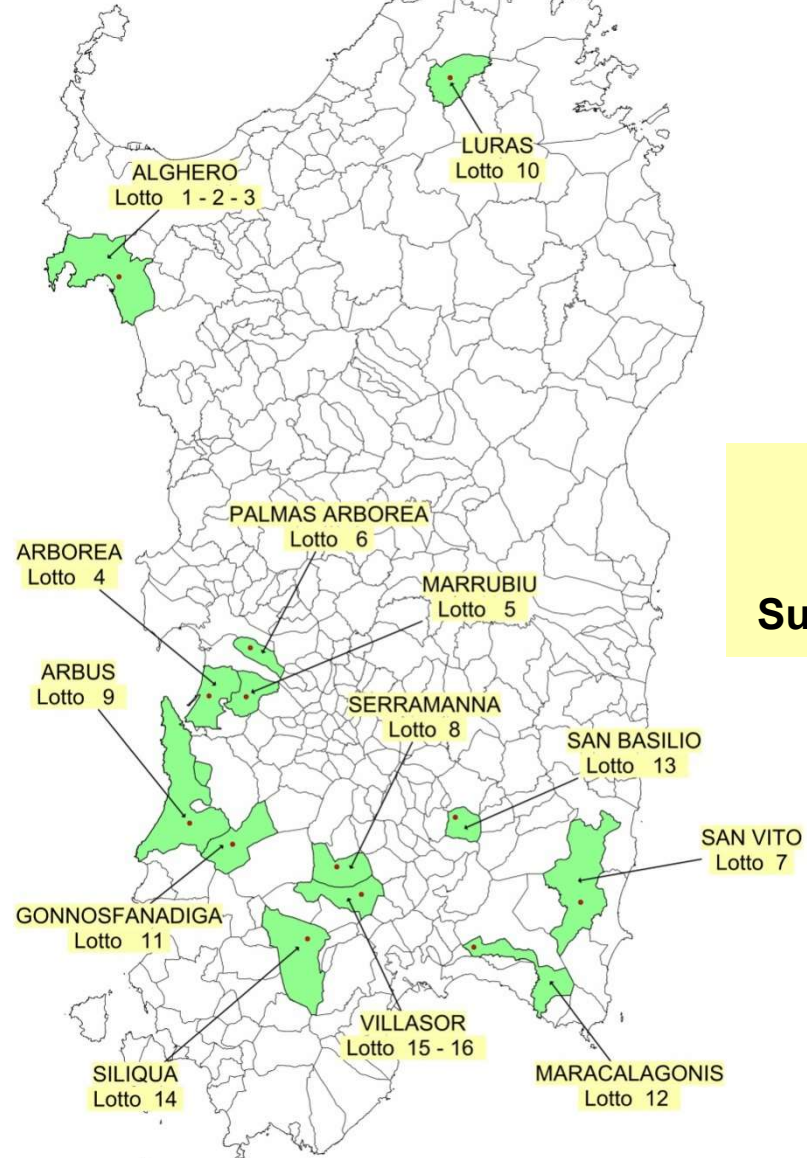 LURAS
Lotto 10
ALGHERO
Lotto 1 - 2 - 3
PALMAS ARBOREA
Lotto 6
ARBOREA
Lotto 4
MARRUBIU
Lotto 5
Su
ARBUS
Lotto 9
SERRAMANNA
Lotto 8
SAN BASILIO
Lotto 13
SAN VITO
Lotto 7
GONNOSFANADIGA
Lotto 11
VILLASOR
Lotto 15 - 16
SILIQUA
Lotto 14
MARACALAGONIS
Lotto 12